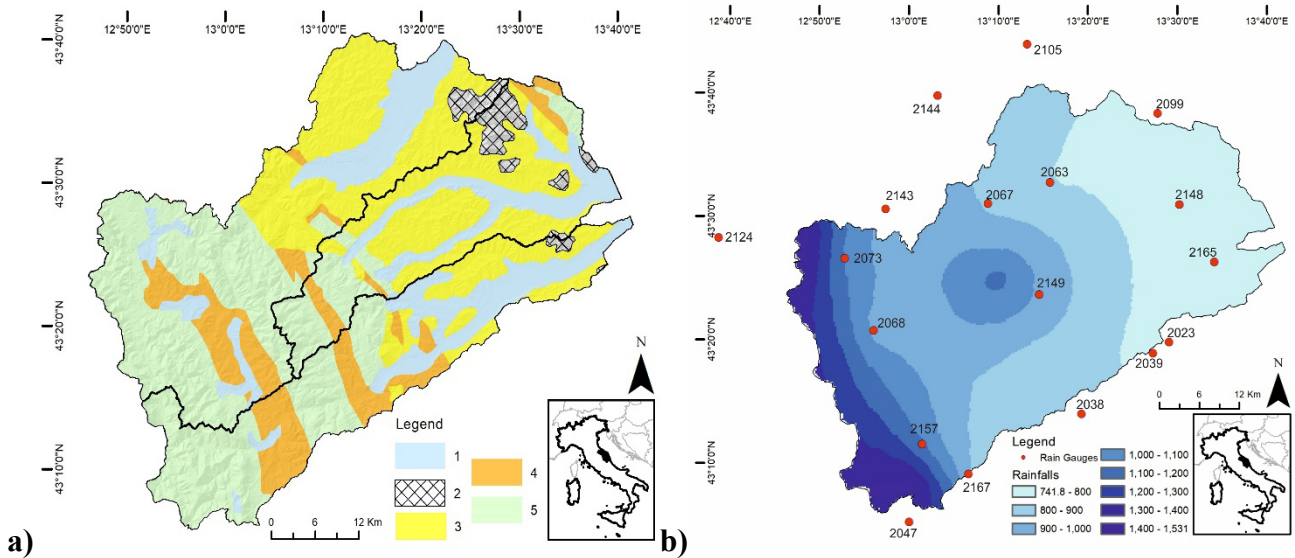 12°50'0"E 13°0'0"E 13°10'0"E 13°20'0"E 13°30'0"E 13°40'0"E
43°40'0"N
43°30'0"N
43°20'0"N
43°10'0"N
N
Legend
1
2
3
4
5
0 6 12 Km
a)
12°40'0"E 12°50'0"E 13°0'0"E 13°10'0"E 13°20'0"E 13°30'0"E 13°40'0"E
43°40'0"N
43°30'0"N
43°20'0"N
43°10'0"N
2105
2144
2099
2063
2067
2143
2148
2124
2073
2165
2149
2068
2023
2039
2038
2157
2167
2047
0 6 12 Km
N
Legend
Rain Gauges
Rainfalls
741.8 - 800
800 - 900
900 - 1,000
1,000 - 1,100
1,100 - 1,200
1,200 - 1,300
1,300 - 1,400
1,400 - 1,531
b)